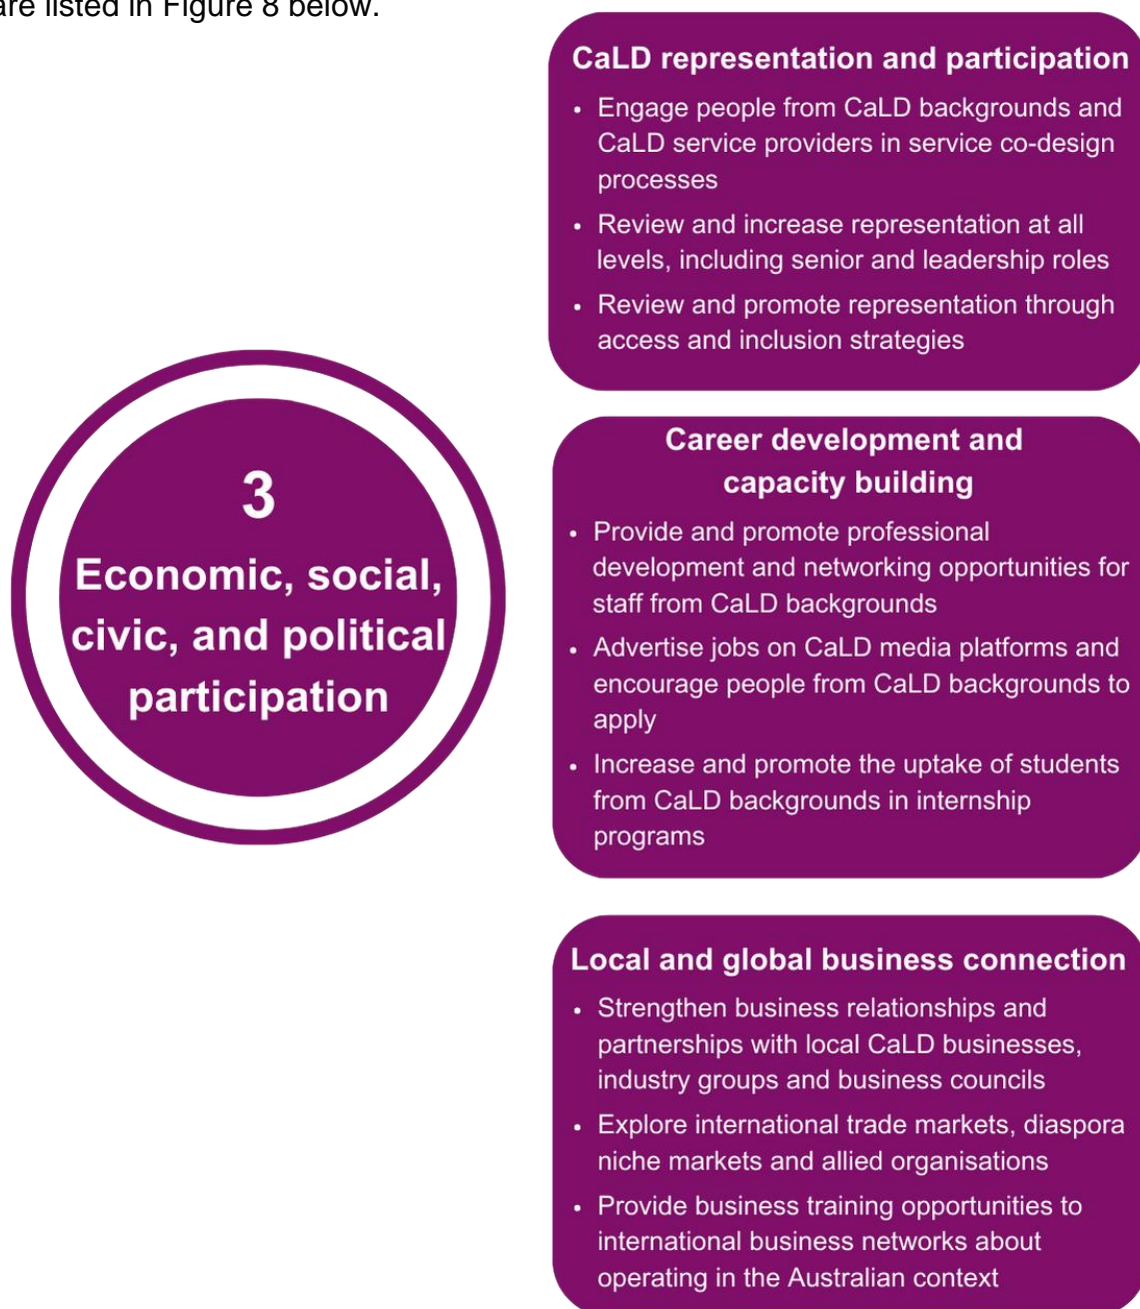 are listed in Figure 8 below.
CaLD representation and participation
• Engage people from CaLD backgrounds and
CaLD service providers in service co-design
processes
• Review and increase representation at all
levels, including senior and leadership roles
• Review and promote representation through
access and inclusion strategies
3
Economic, social,
civic, and political
participation
Career development and
capacity building
• Provide and promote professional
development and networking opportunities for
staff from CaLD backgrounds
• Advertise jobs on CaLD media platforms and
encourage people from CaLD backgrounds to
apply
• Increase and promote the uptake of students
from CaLD backgrounds in internship
programs
Local and global business connection
• Strengthen business relationships and
partnerships with local CaLD businesses,
industry groups and business councils
• Explore international trade markets, diaspora
niche markets and allied organisations
• Provide business training opportunities to
international business networks about
operating in the Australian context